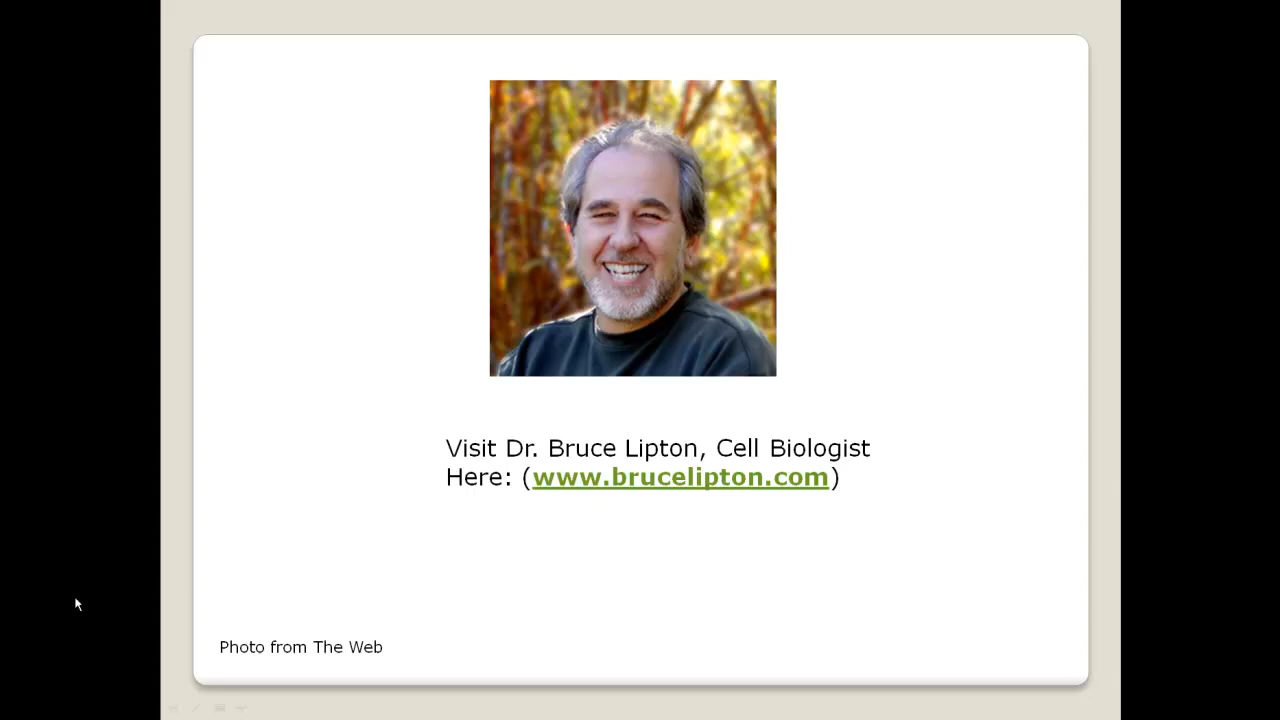 Visit Dr. Bruce Lipton, Cell Biologist
Here: (www.brucelipton.com)
Photo from The Web